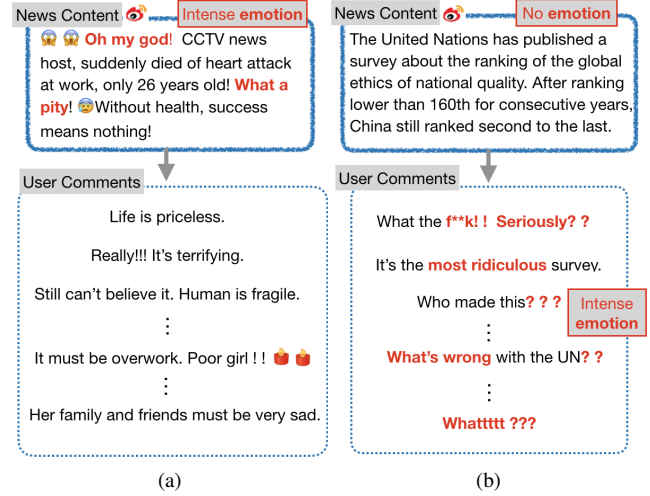 News Content
Intense emotion
😱 😱 Oh my god! CCTV news
host, suddenly died of heart attack
at work, only 26 years old! What a
pity! 😰Without health, success
means nothing!
User Comments
Life is priceless.
Really!!! It's terrifying.
Still can't believe it. Human is fragile.
⋮
It must be overwork. Poor girl ! !
⋮
Her family and friends must be very sad.
(a)
News Content
No emotion
The United Nations has published a
survey about the ranking of the global
ethics of national quality. After ranking
lower than 160th for consecutive years,
China still ranked second to the last.
User Comments
What the f**k! ! Seriously? ?
It's the most ridiculous survey.
Who made this? ? ?
Intense
emotion
⋮
What's wrong with the UN? ?
⋮
Whattttt ???
(b)